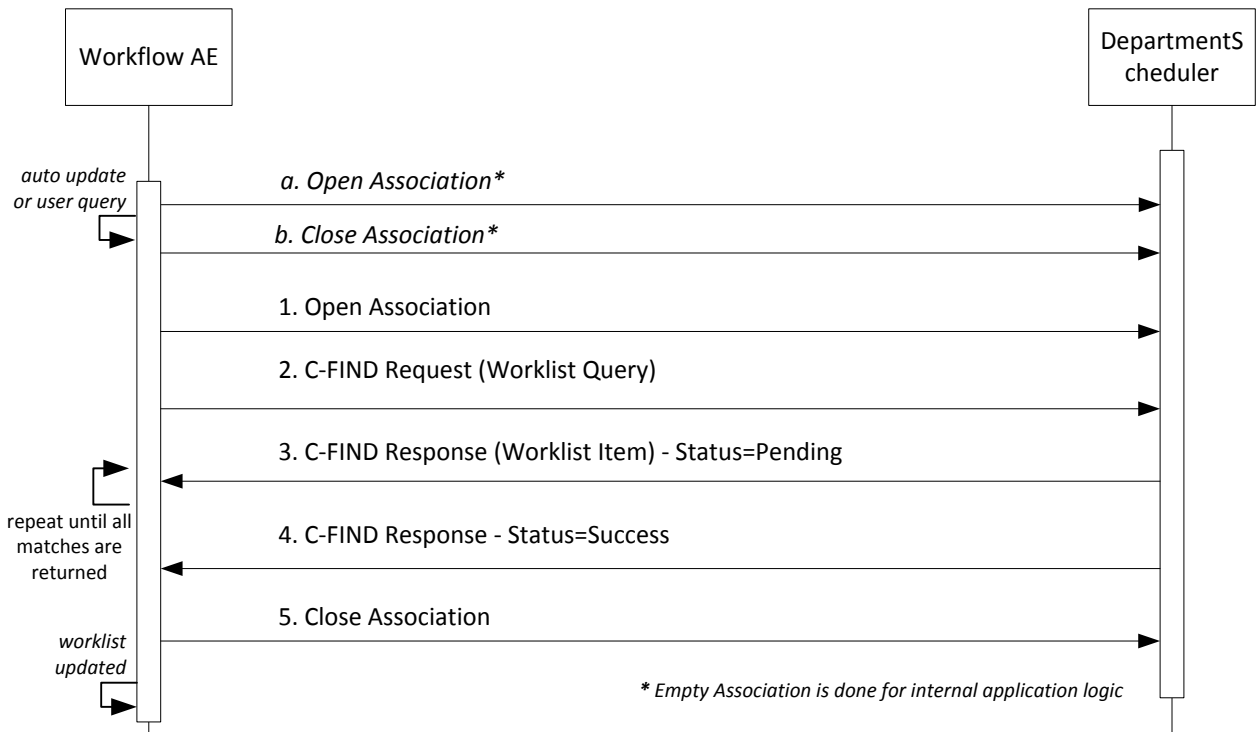 Workflow AE
DepartmentS
cheduler
auto update
or user query
a. Open Association*
b. Close Association*
1. Open Association
2. C-FIND Request (Worklist Query)
3. C-FIND Response (Worklist Item) - Status=Pending
repeat until all
matches are
returned
4. C-FIND Response - Status=Success
5. Close Association
worklist
updated
* Empty Association is done for internal application logic